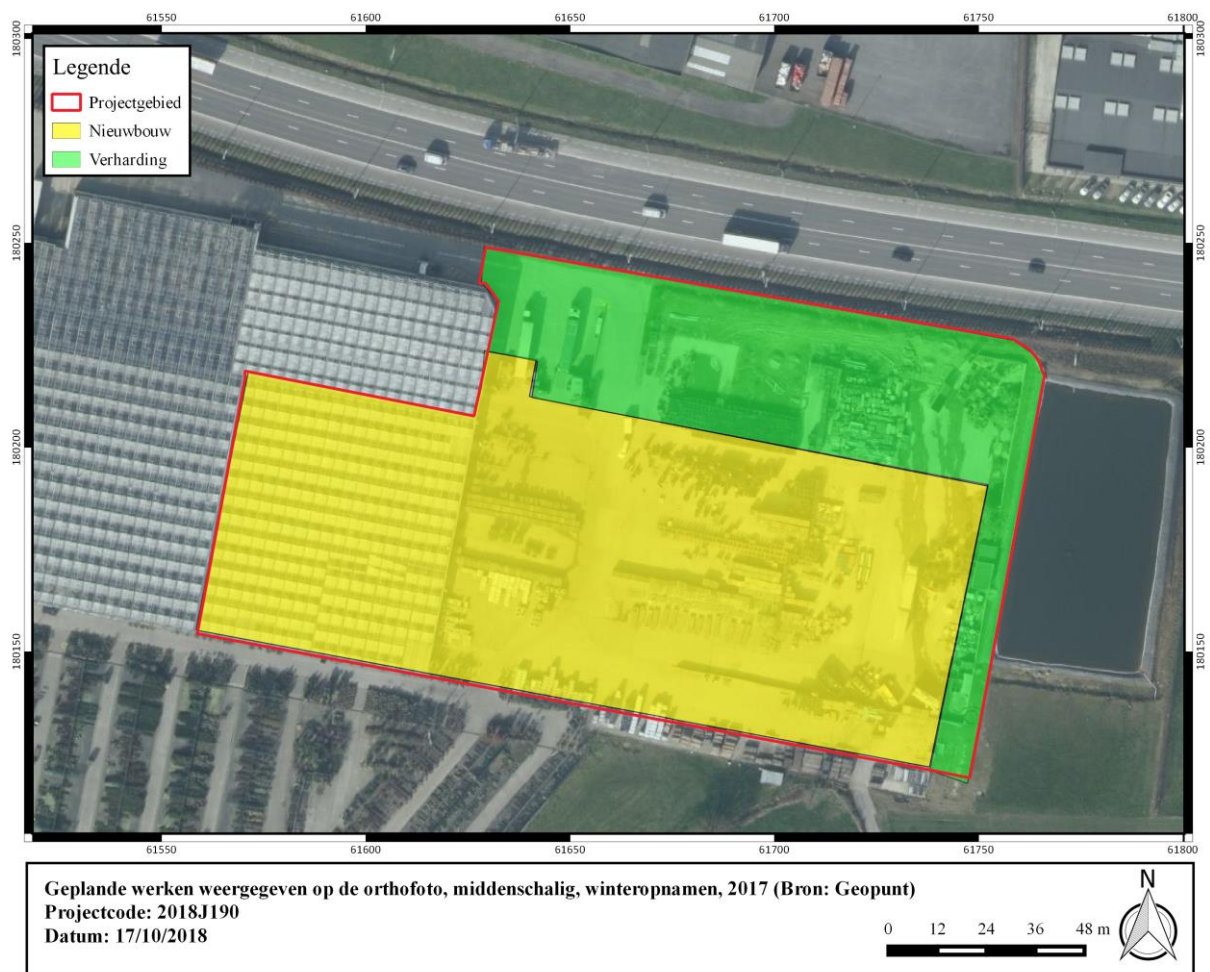 61550 61600 61650 61700 61750 61800
180300 180300
Legende
Projectgebied
Nieuwbouw
Verharding
180250 180250
180200 180200
180150 180150
61550 61600 61650 61700 61750 61800
Geplande werken weergegeven op de orthofoto, middenschalig, winteropnamen, 2017 (Bron: Geopunt)
Projectcode: 2018J190
Datum: 17/10/2018
N
0 12 24 36 48 m